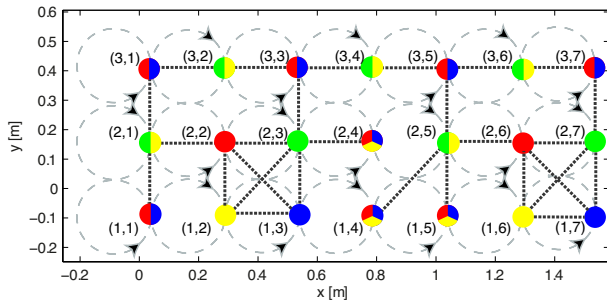 0.6
0.5
0.4
0.3
0.2
0.1
0
−0.1
−0.2
y [m]
(3,1) (3,2) (3,3) (3,4) (3,5) (3,6) (3,7)
(2,1) (2,2) (2,3) (2,4) (2,5) (2,6) (2,7)
(1,1) (1,2) (1,3) (1,4) (1,5) (1,6) (1,7)
−0.2 0 0.2 0.4 0.6 0.8 1 1.2 1.4
x [m]